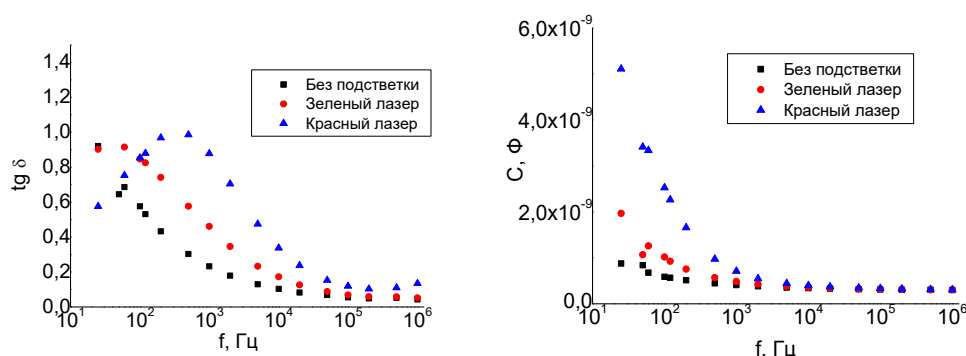 1,4
1,2
1,0
0,8
0,6
0,4
0,2
0,0
tg δ
10¹ 10² 10³ 10⁴ 10⁵ 10⁶
f, Гц
Без подстветки
Зеленый лазер
Красный лазер
6,0x10⁻⁹
4,0x10⁻⁹
2,0x10⁻⁹
0,0
C, Ф
10¹ 10² 10³ 10⁴ 10⁵ 10⁶
f, Гц
Без подстветки
Зеленый лазер
Красный лазер